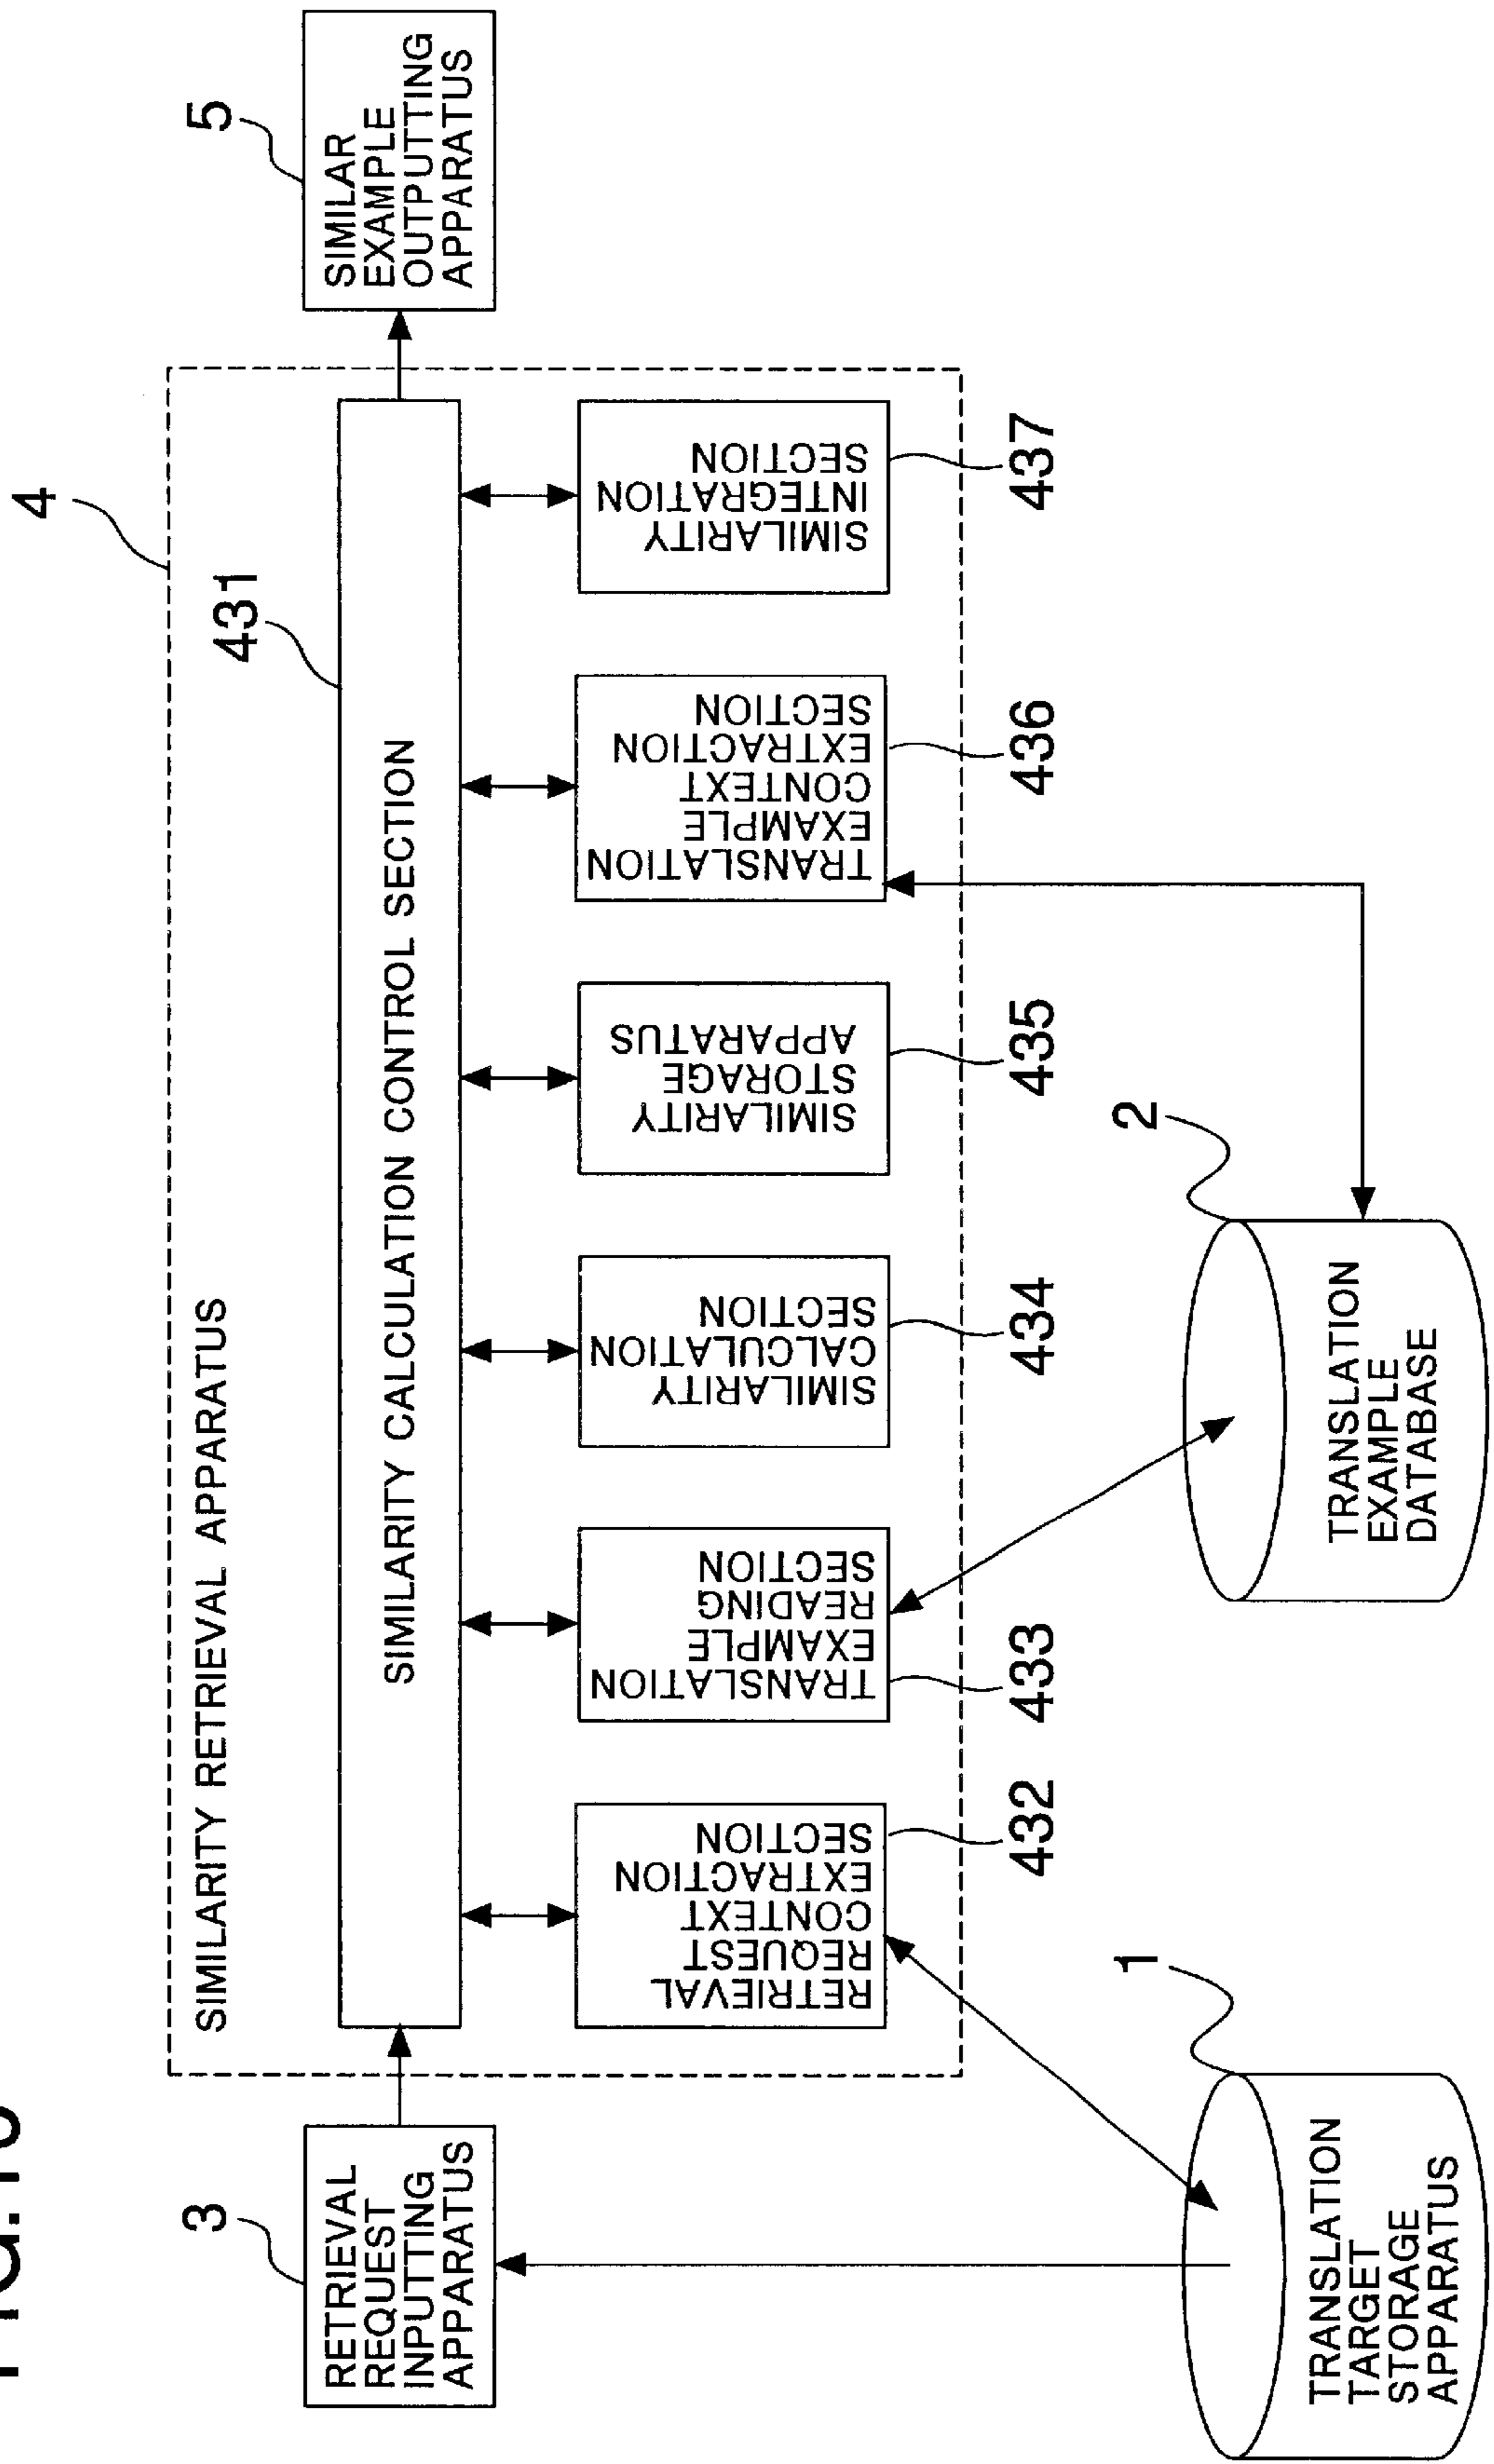 4
SIMILARITY RETRIEVAL APPARATUS
431
SIMILARITY CALCULATION CONTROL SECTION
3
RETRIEVAL
REQUEST
INPUTTING
APPARATUS
5
SIMILAR
EXAMPLE
OUTPUTTING
APPARATUS
RETRIEVAL
REQUEST
CONTEXT
EXTRACTION
SECTION
432
TRANSLATION
EXAMPLE
READING
SECTION
433
SIMILARITY
CALCULATION
SECTION
434
SIMILARITY
STORAGE
APPARATUS
435
TRANSLATION
EXAMPLE
CONTEXT
EXTRACTION
SECTION
436
SIMILARITY
INTEGRATION
SECTION
437
1
TRANSLATION
TARGET
STORAGE
APPARATUS
2
TRANSLATION
EXAMPLE
DATABASE